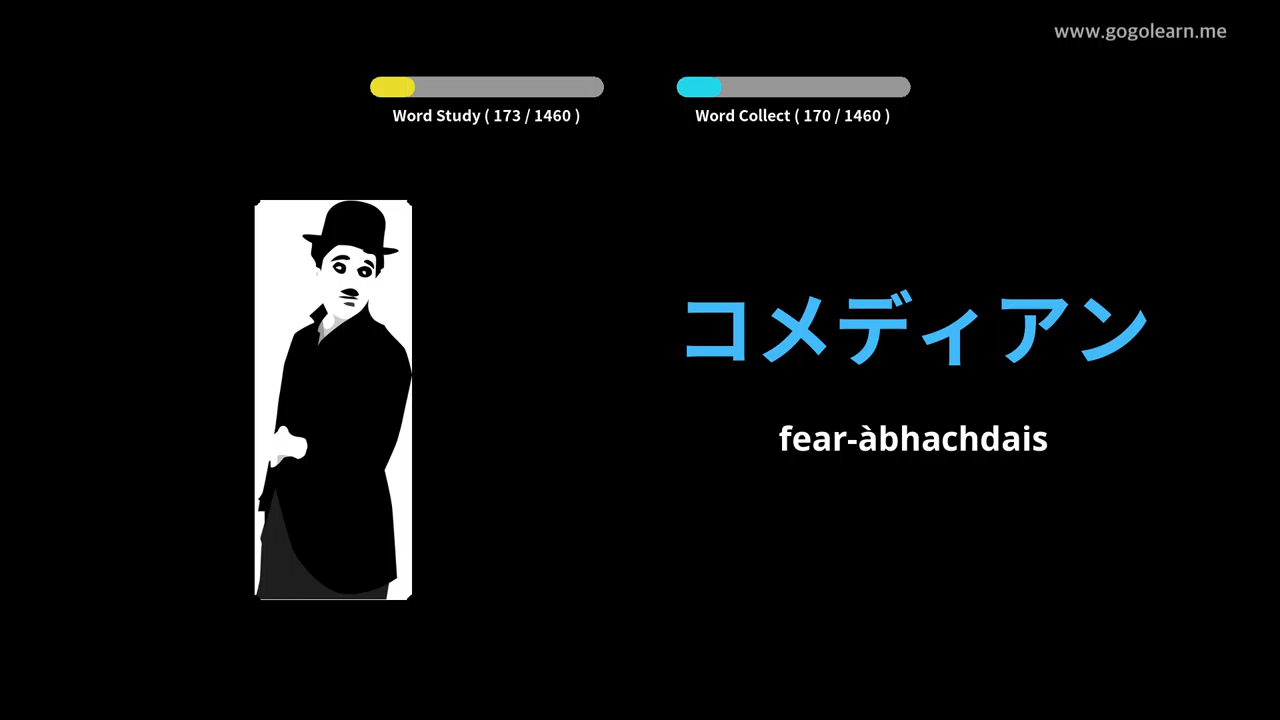 www.gogolearn.me
Word Study ( 173 / 1460 )
Word Collect ( 170 / 1460 )
コメディアン
fear-àbhachdais